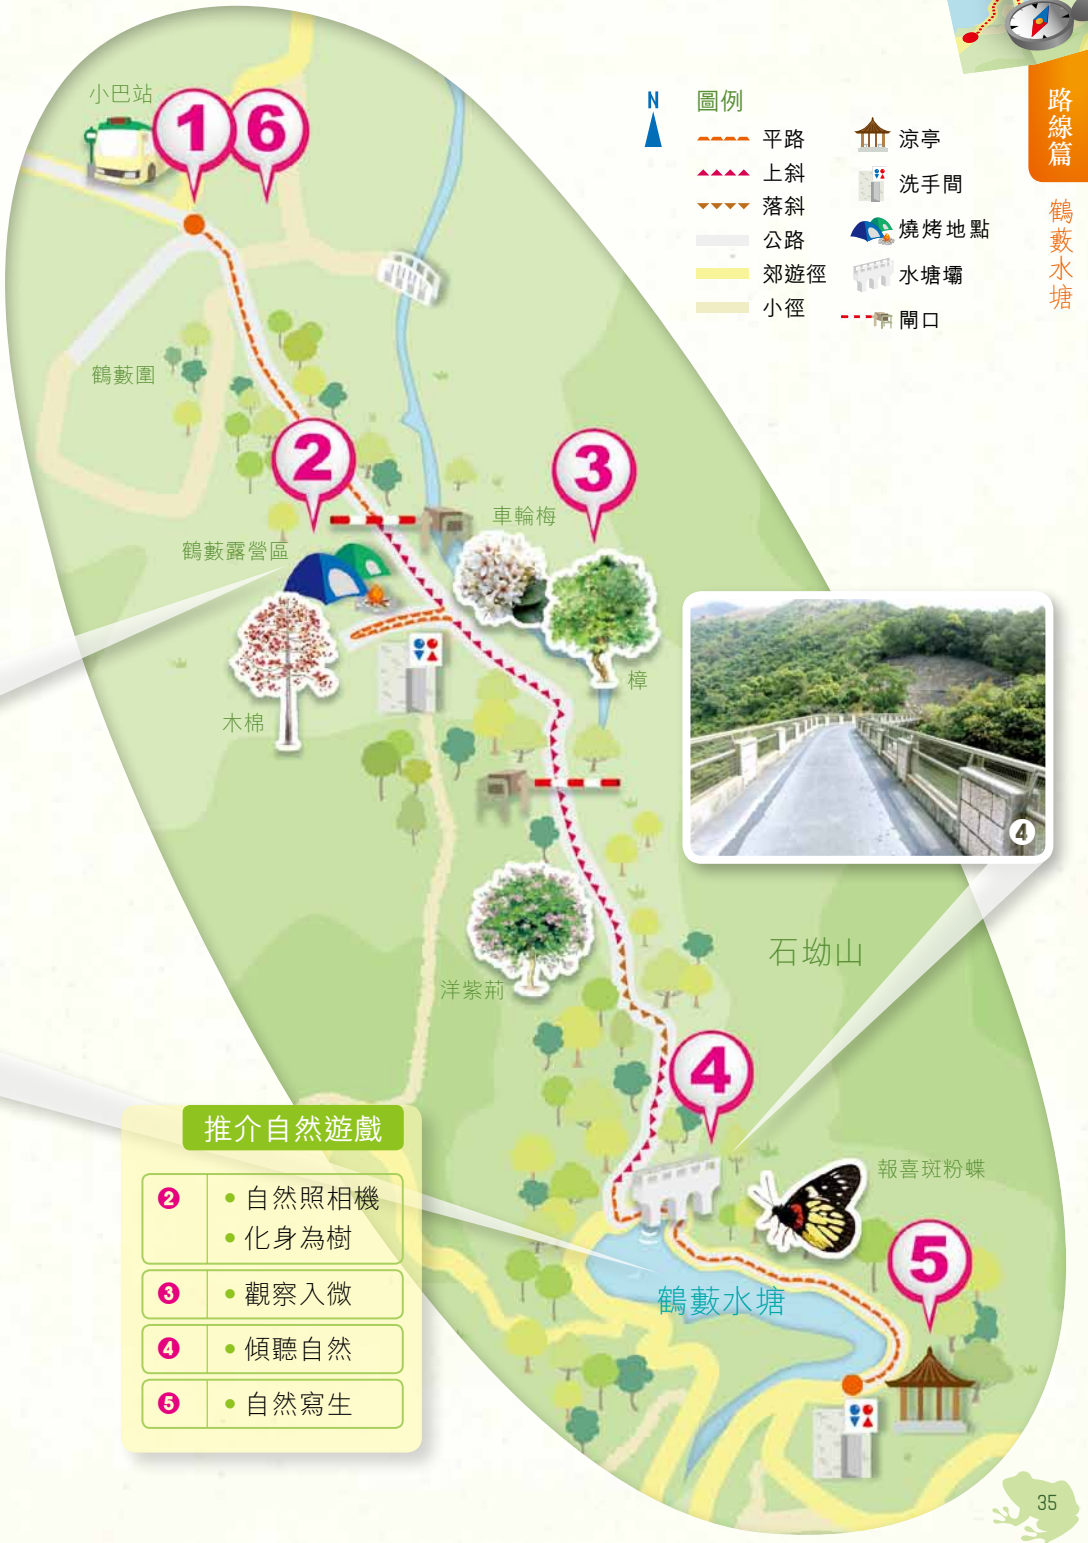 路線篇
鶴藪水塘
小巴站
1
6
N
圖例
平路
上斜
落斜
公路
郊遊徑
小徑
涼亭
洗手間
燒烤地點
水塘壩
閘口
鶴藪圍
2
3
車輪梅
鶴藪露營區
樟
木棉
4
洋紫荊
石坳山
4
報喜斑粉蝶
5
鶴藪水塘
推介自然遊戲
2 • 自然照相機
• 化身為樹
3 • 觀察入微
4 • 傾聽自然
5 • 自然寫生
35